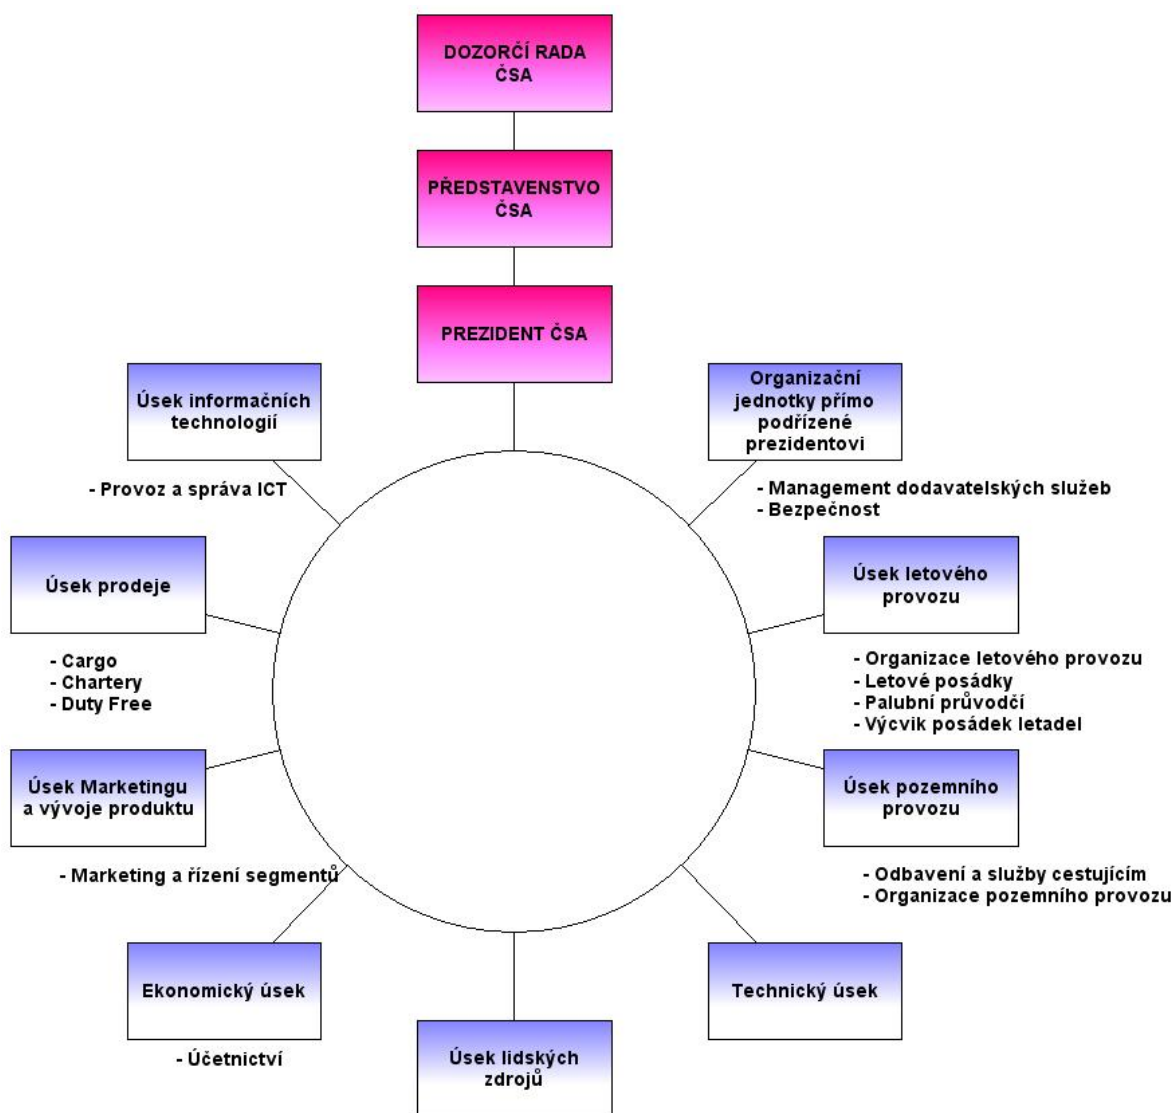 DOZORČÍ RADA
ČSA
PŘEDSTAVENSTVO
ČSA
PREZIDENT ČSA
Úsek informačních
technologií
- Provoz a správa ICT
Organizační
jednotky přímo
podřízené
prezidentovi
- Management dodavatelských služeb
- Bezpečnost
Úsek prodeje
- Cargo
- Chartery
- Duty Free
Úsek letového
provozu
- Organizace letového provozu
- Letové posádky
- Palubní průvodčí
- Výcvik posádek letadel
Úsek Marketingu
a vývoje produktu
- Marketing a řízení segmentů
Úsek pozemního
provozu
- Odbavení a služby cestujícím
- Organizace pozemního provozu
Ekonomický úsek
- Účetnictví
Úsek lidských
zdrojů
Technický úsek